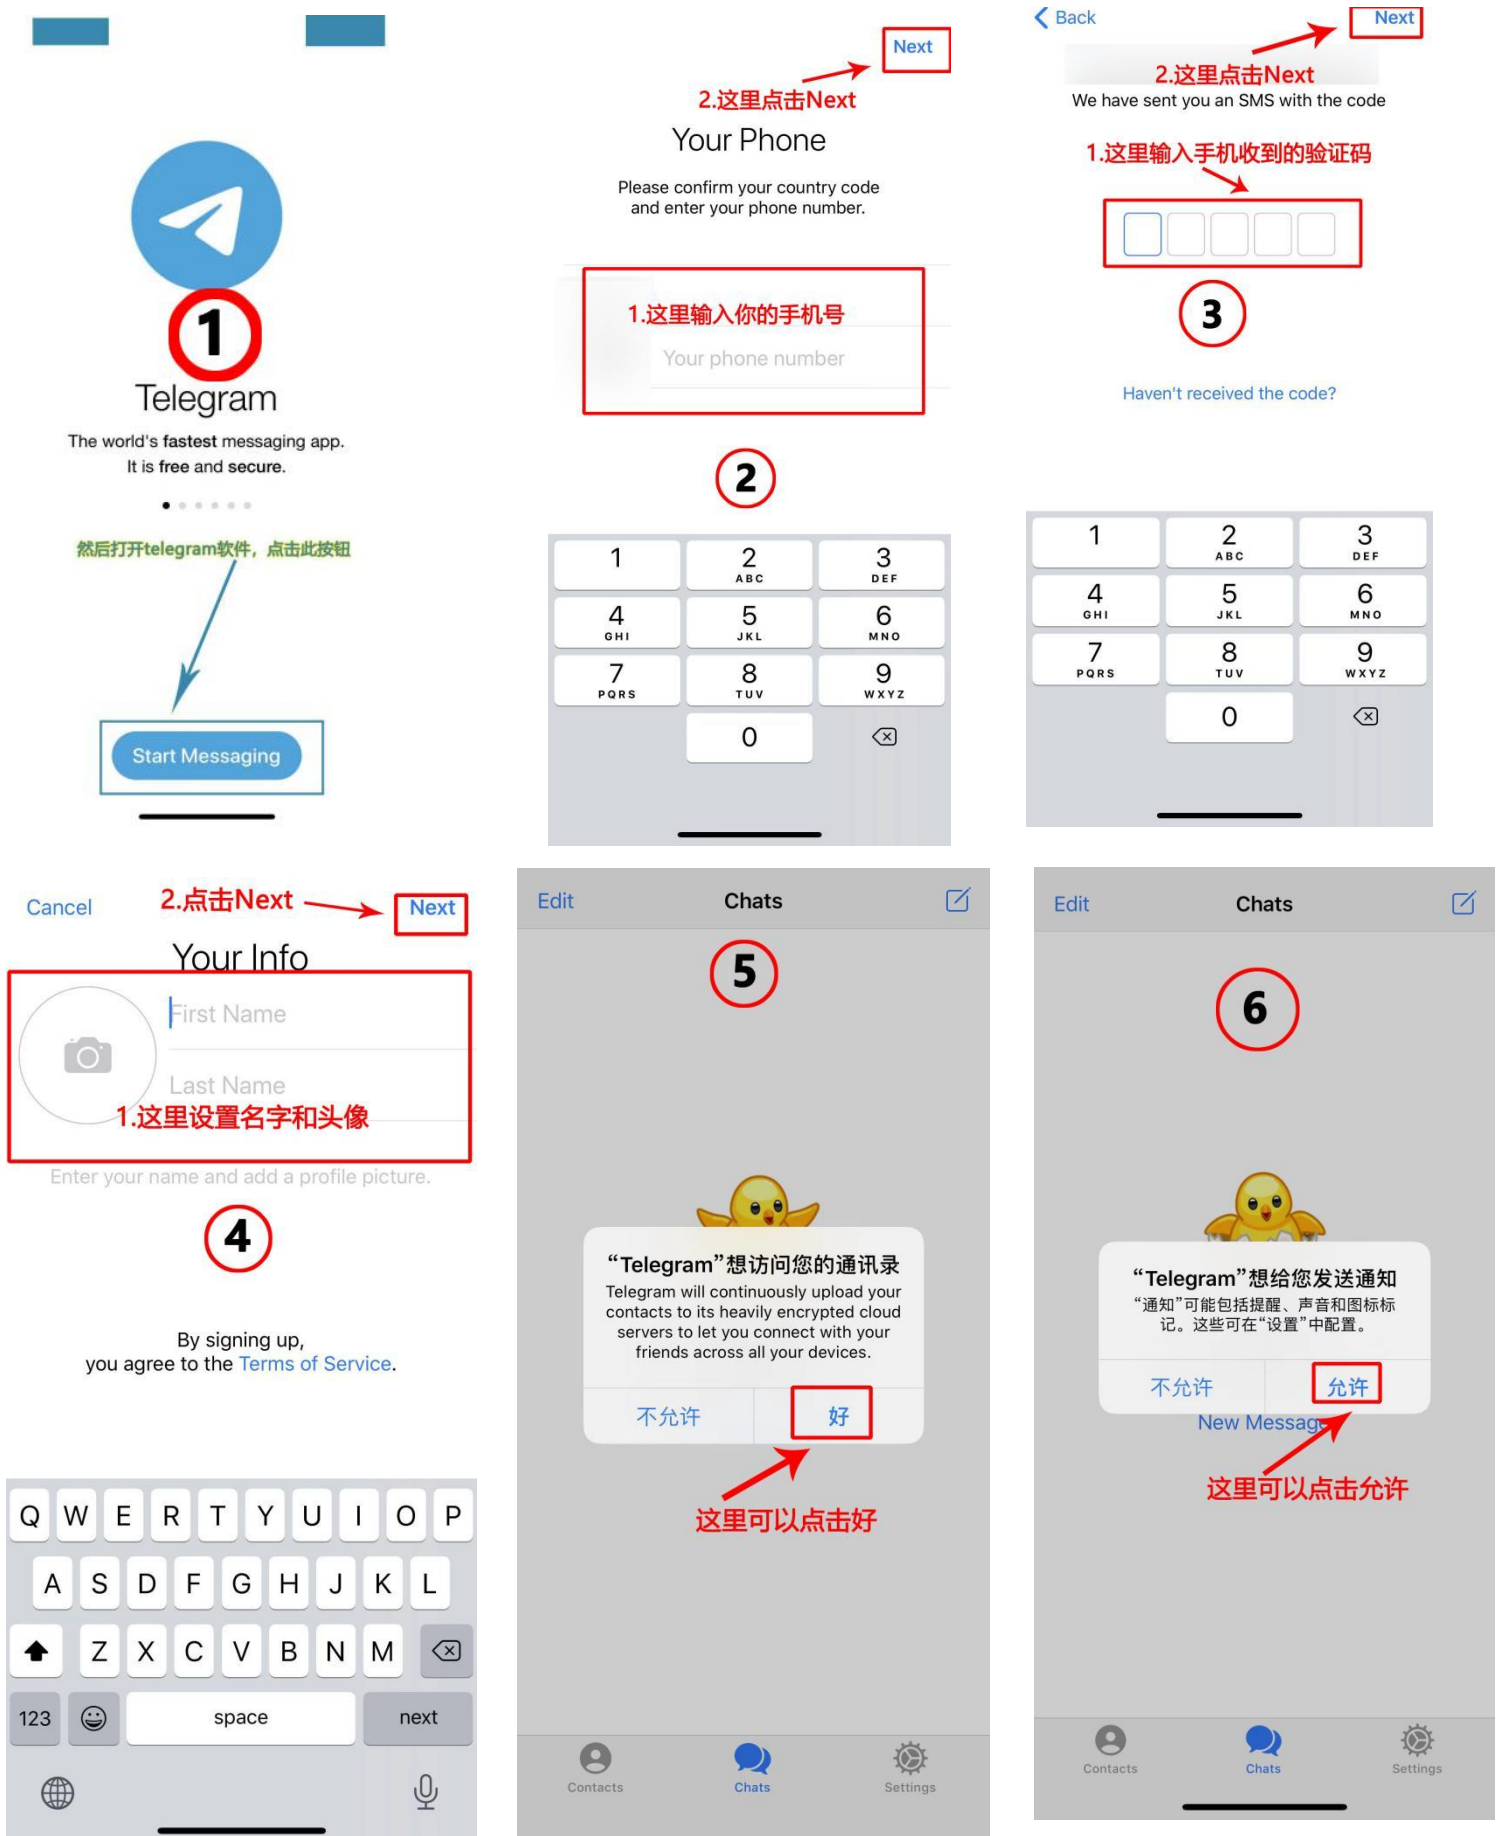 1
Telegram
The world's fastest messaging app.
It is free and secure.
然后打开telegram软件，点击此按钮
Start Messaging
Next
2.这里点击Next
Your Phone
Please confirm your country code
and enter your phone number.
1.这里输入你的手机号
Your phone number
2
1
2
ABC
3
DEF
4
GHI
5
JKL
6
MNO
7
PQRS
8
TUV
9
WXYZ
0
Back
Next
2.这里点击Next
We have sent you an SMS with the code
1.这里输入手机收到的验证码
3
Haven't received the code?
1
2
ABC
3
DEF
4
GHI
5
JKL
6
MNO
7
PQRS
8
TUV
9
WXYZ
0
Cancel
2.点击Next
Next
Your Info
First Name
Last Name
1.这里设置名字和头像
Enter your name and add a profile picture.
4
By signing up,
you agree to the Terms of Service.
Q W E R T Y U I O P
A S D F G H J K L
Z X C V B N M
123
space
next
Edit
Chats
5
“Telegram”想访问您的通讯录
Telegram will continuously upload your
contacts to its heavily encrypted cloud
servers to let you connect with your
friends across all your devices.
不允许
好
这里可以点击好
Contacts
Chats
Settings
Edit
Chats
6
“Telegram”想给您发送通知
“通知”可能包括提醒、声音和图标标
记。这些可在“设置”中配置。
不允许
允许
New Message
这里可以点击允许
Contacts
Chats
Settings